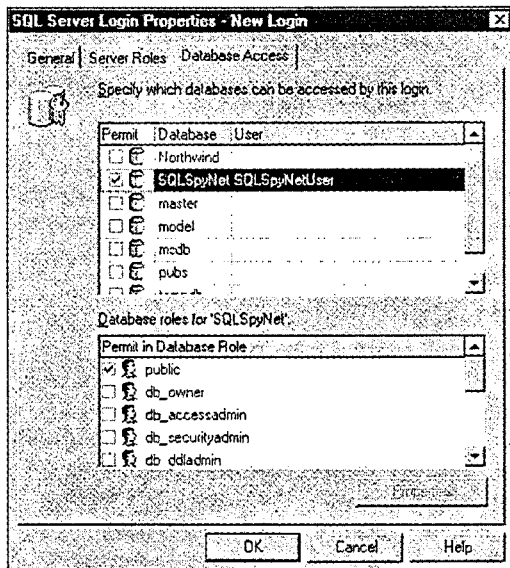 SQL Server Login Properties - New Login
General Server Roles Database Access
Specify which databases can be accessed by this login.
Permit Database User
Northwind
SQLSpyNet SQLSpyNetUser
master
model
msdb
pubs
Database roles for 'SQLSpyNet':
Permit in Database Role
public
db_owner
db_accessadmin
db_securityadmin
db_ddladmin
Properties
OK Cancel Help